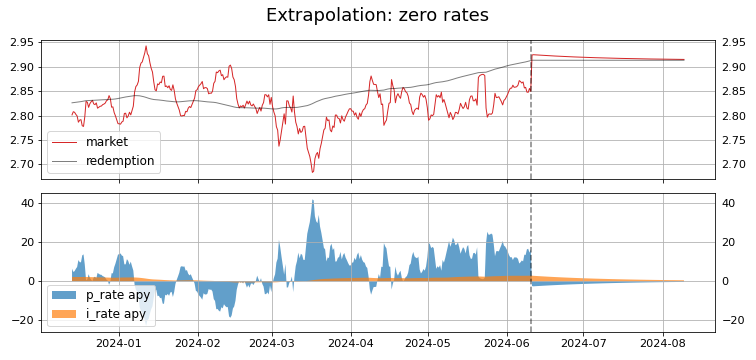 Extrapolation: zero rates
2.95 2.95
2.90 2.90
2.85 2.85
2.80 2.80
2.75 2.75
2.70 2.70
market
redemption
40 40
20 20
0 0
−20 −20
p_rate apy
i_rate apy
2024-01 2024-02 2024-03 2024-04 2024-05 2024-06 2024-07 2024-08